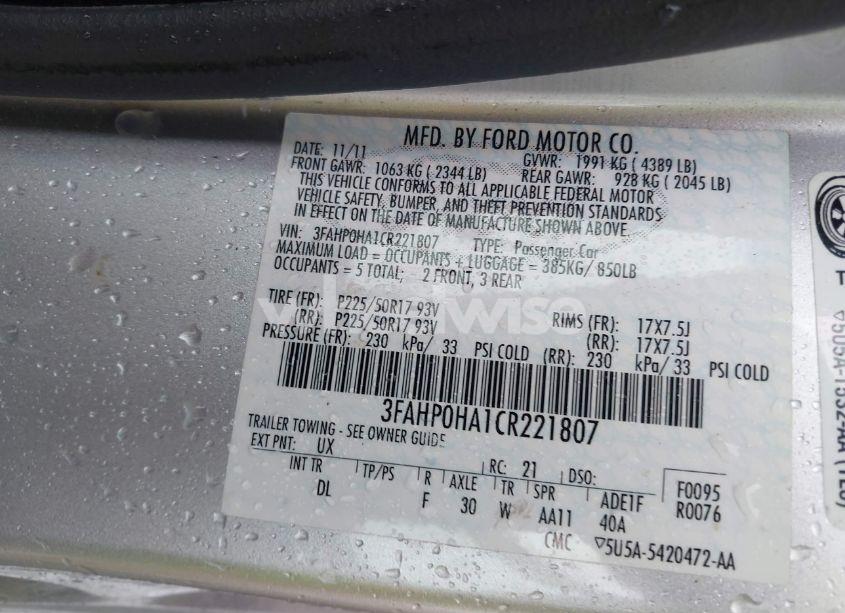 MFD. BY FORD MOTOR CO.
DATE: 11/11 GVWR: 1991 KG ( 4389 LB)
FRONT GAWR: 1063 KG ( 2344 LB) REAR GAWR: 928 KG ( 2045 LB)
THIS VEHICLE CONFORMS TO ALL APPLICABLE FEDERAL MOTOR
VEHICLE SAFETY, BUMPER, AND THEFT PREVENTION STANDARDS
IN EFFECT ON THE DATE OF MANUFACTURE SHOWN ABOVE.
VIN: 3FAHP0HA1CR221807 TYPE: Passenger Car
MAXIMUM LOAD = OCCUPANTS + LUGGAGE = 385KG/ 850LB
OCCUPANTS = 5 TOTAL; 2 FRONT, 3 REAR
TIRE (FR): P225/50R17 93V RIMS (FR): 17X7.5J
(RR): P225/50R17 93V (RR): 17X7.5J
PRESSURE (FR): 230 kPa/ 33 PSI COLD (RR): 230 kPa/ 33 PSI COLD
3FAHP0HA1CR221807
TRAILER TOWING - SEE OWNER GUIDE
EXT PNT: UX RC: 21 DSO:
INT TR TP/PS R AXLE TR SPR ADE1F F0095
DL F 30 W AA11 40A R0076
CMC ▽5U5A-5420472-AA